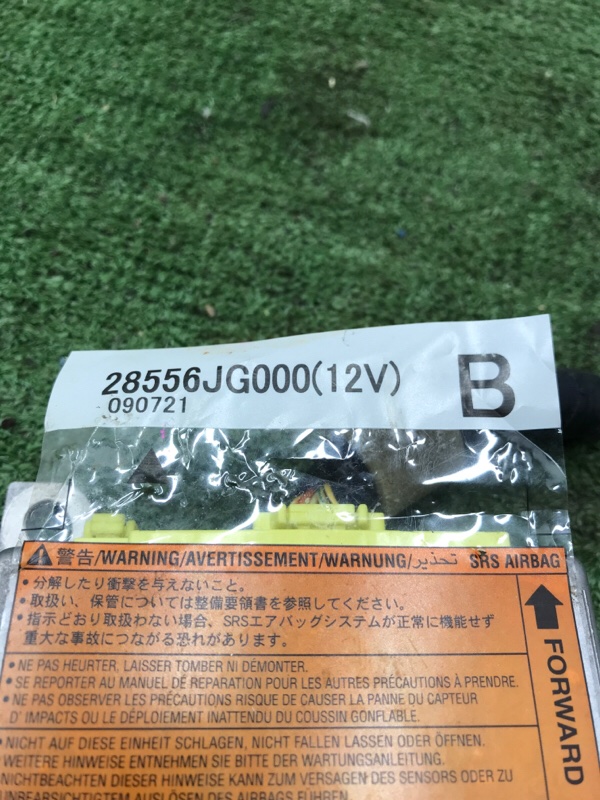 28556JG000(12V)
090721
B
警告/WARNING/AVERTISSEMENT/WARNUNG/تحذير SRS AIRBAG
・分解したり衝撃を与えないこと。
・取扱い、保管については整備要領書を参照してください。
・指示どおり取扱わない場合、SRSエアバッグシステムが正常に機能せず
重大な事故につながる恐れがあります。
• NE PAS HEURTER, LAISSER TOMBER NI DÉMONTER.
• SE REPORTER AU MANUEL DE REPARATION POUR LES AUTRES PRÉCAUTIONS À PRENDRE.
• NE PAS OBSERVER LES PRÉCAUTIONS RISQUE DE CAUSER LA PANNE DU CAPTEUR
D' IMPACTS OU LE DÉPLOIEMENT INATTENDU DU COUSSIN GONFLABLE.
• NICHT AUF DIESE EINHEIT SCHLAGEN, NICHT FALLEN LASSEN ODER ÖFFNEN.
WEITERE HINWEISE ENTNEHMEN SIE BITTE DER WARTUNGSANLEITUNG.
NICHTBEACHTEN DIESER HINWEISE KANN ZUM VERSAGEN DES SENSORS ODER ZU
UNBEABSICHTIGTEM AUSLÖSEN DES AIRBAGS FÜHREN.
FORWARD